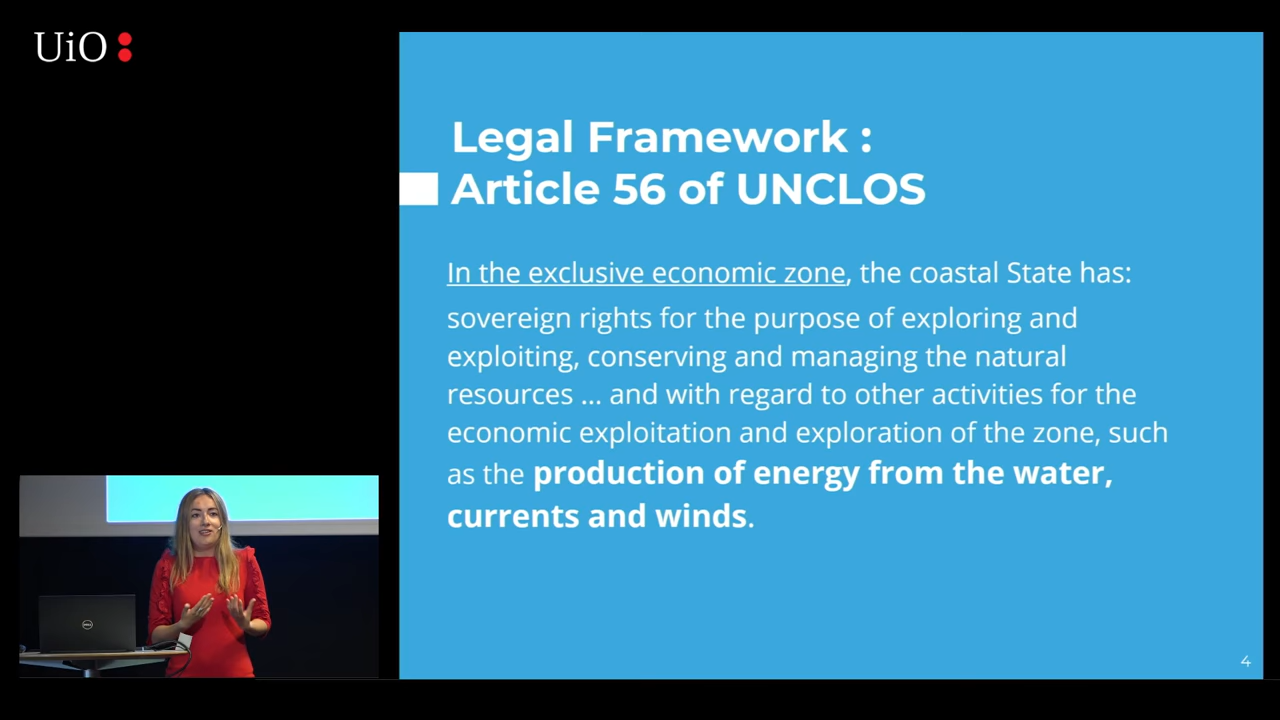 UiO
Legal Framework :
Article 56 of UNCLOS
In the exclusive economic zone, the coastal State has:
sovereign rights for the purpose of exploring and
exploiting, conserving and managing the natural
resources ... and with regard to other activities for the
economic exploitation and exploration of the zone, such
as the production of energy from the water,
currents and winds.
DELL
4